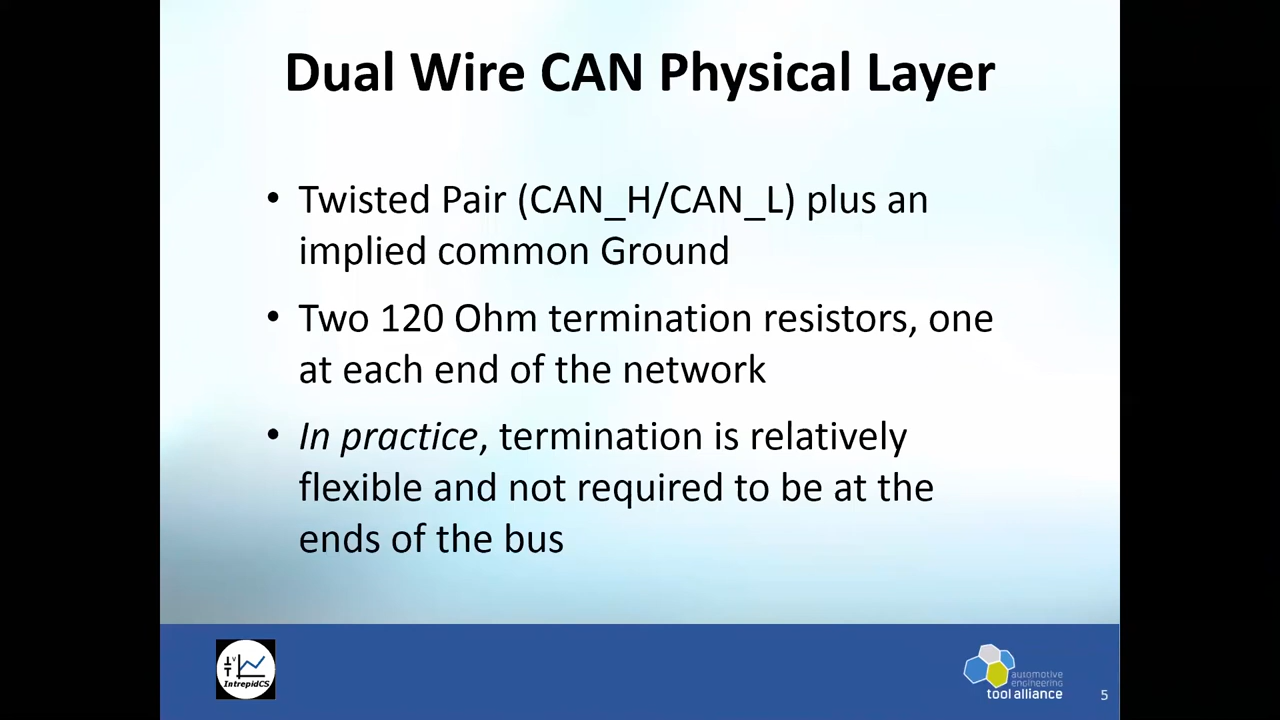 Dual Wire CAN Physical Layer
• Twisted Pair (CAN_H/CAN_L) plus an
implied common Ground
• Two 120 Ohm termination resistors, one
at each end of the network
• In practice, termination is relatively
flexible and not required to be at the
ends of the bus
V
IntrepidCS
automotive
engineering
tool alliance
5